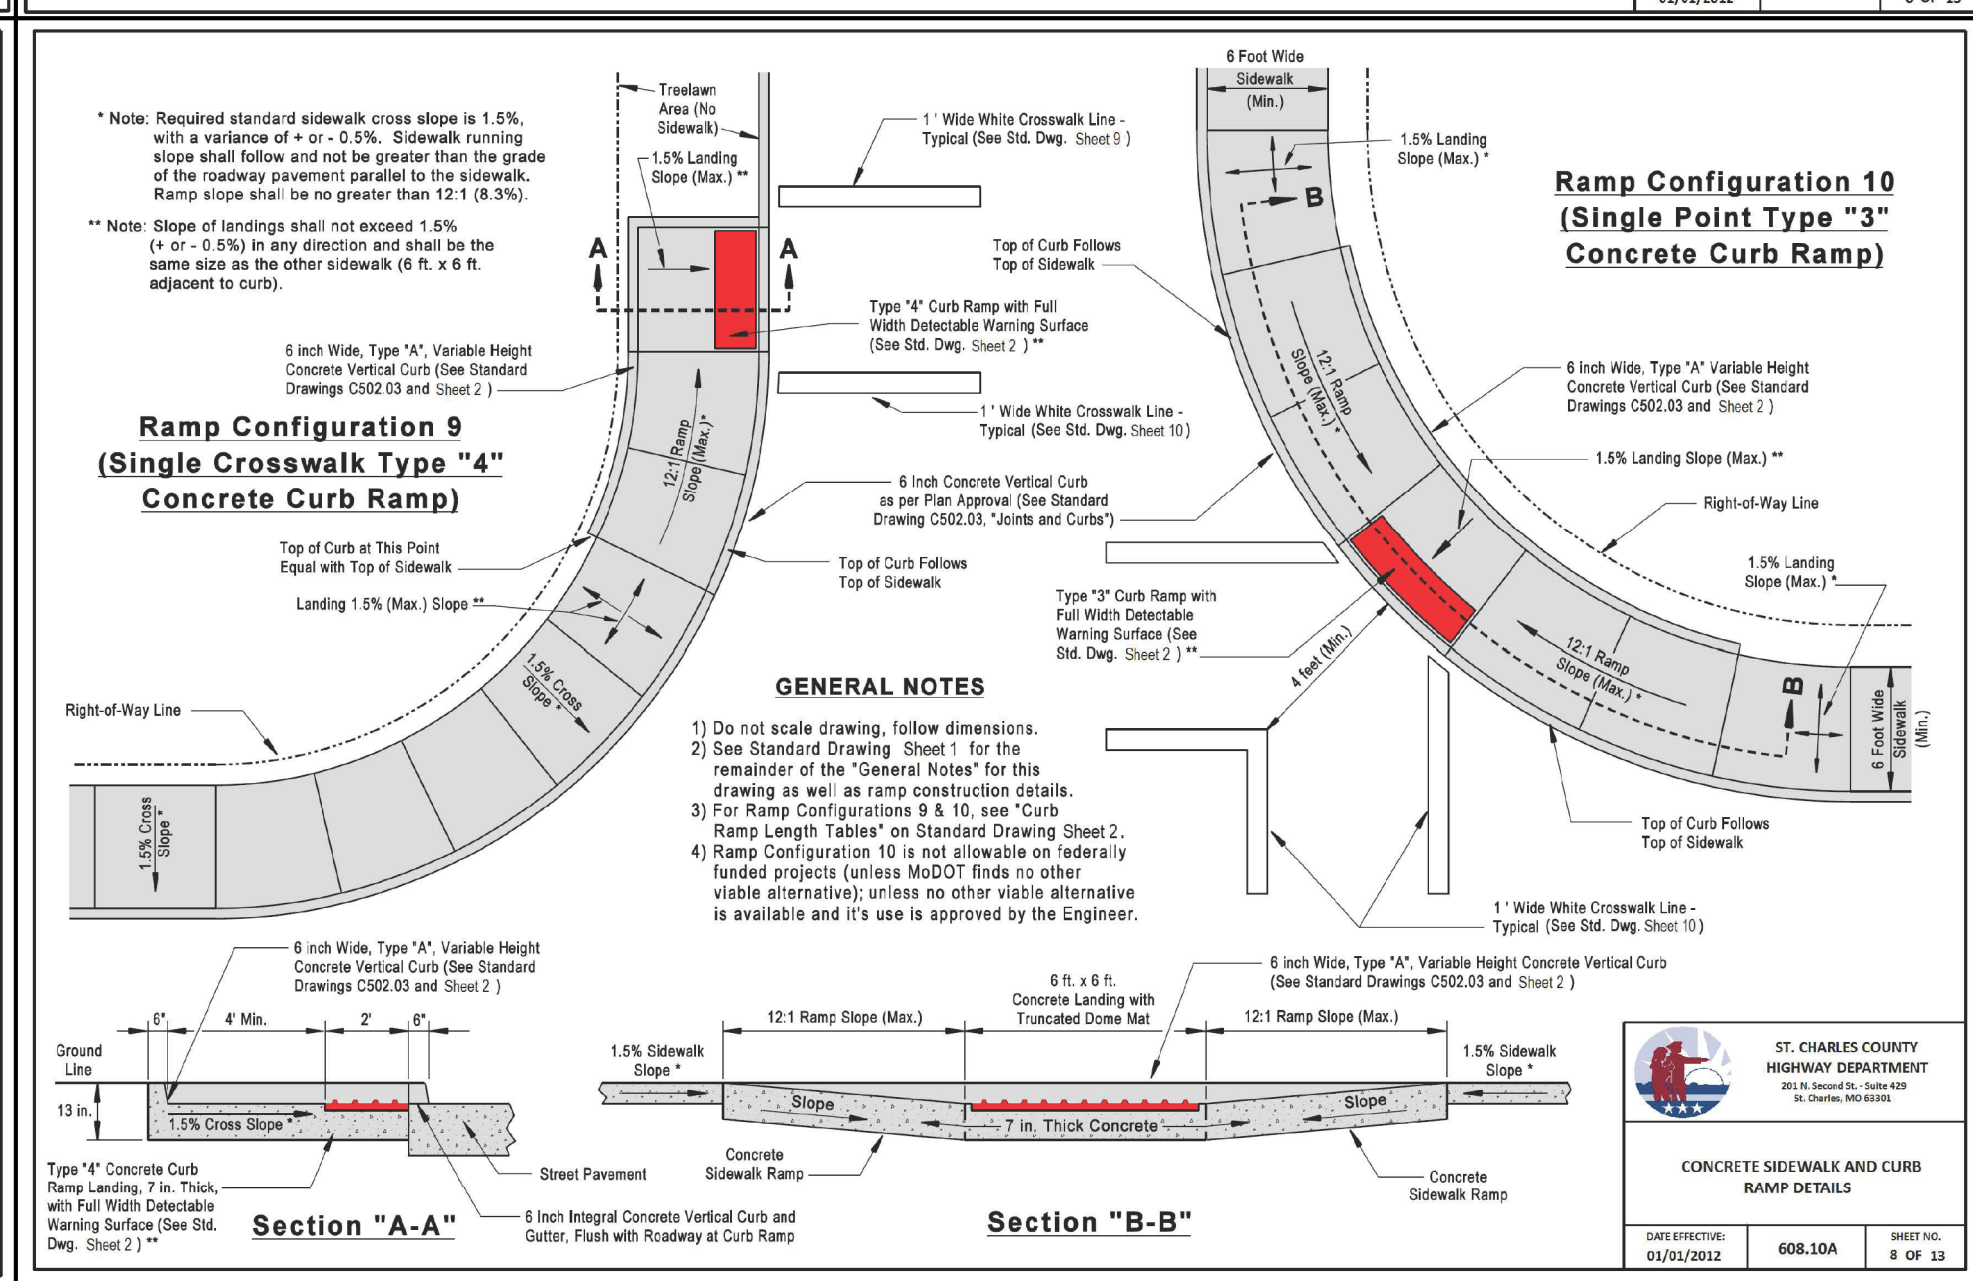 01/01/2012
8 OF 13
* Note: Required standard sidewalk cross slope is 1.5%,
with a variance of + or - 0.5%. Sidewalk running
slope shall follow and not be greater than the grade
of the roadway pavement parallel to the sidewalk.
Ramp slope shall be no greater than 12:1 (8.3%).
** Note: Slope of landings shall not exceed 1.5%
(+ or - 0.5%) in any direction and shall be the
same size as the other sidewalk (6 ft. x 6 ft.
adjacent to curb).
Treelawn
Area (No
Sidewalk)
1.5% Landing
Slope (Max.) **
1 ' Wide White Crosswalk Line -
Typical (See Std. Dwg. Sheet 9 )
A
A
Type "4" Curb Ramp with Full
Width Detectable Warning Surface
(See Std. Dwg. Sheet 2 ) **
6 inch Wide, Type "A", Variable Height
Concrete Vertical Curb (See Standard
Drawings C502.03 and Sheet 2 )
Ramp Configuration 9
(Single Crosswalk Type "4"
Concrete Curb Ramp)
1 ' Wide White Crosswalk Line -
Typical (See Std. Dwg. Sheet 10)
12:1 Ramp
Slope (Max.)*
6 Inch Concrete Vertical Curb
as per Plan Approval (See Standard
Drawing C502.03, "Joints and Curbs")
Top of Curb at This Point
Equal with Top of Sidewalk
Top of Curb Follows
Top of Sidewalk
Landing 1.5% (Max.) Slope **
1.5% Cross
Slope *
Right-of-Way Line
1.5% Cross
Slope *
6 Foot Wide
Sidewalk
(Min.)
1.5% Landing
Slope (Max.) *
B
Ramp Configuration 10
(Single Point Type "3"
Concrete Curb Ramp)
Top of Curb Follows
Top of Sidewalk
12:1 Ramp
Slope (Max.) *
6 inch Wide, Type "A" Variable Height
Concrete Vertical Curb (See Standard
Drawings C502.03 and Sheet 2 )
1.5% Landing Slope (Max.) **
Right-of-Way Line
1.5% Landing
Slope (Max.) *
Type "3" Curb Ramp with
Full Width Detectable
Warning Surface (See
Std. Dwg. Sheet 2 ) **
4 feet (Min.)
12:1 Ramp
Slope (Max.) *
B
6 Foot Wide
Sidewalk
(Min.)
Top of Curb Follows
Top of Sidewalk
1 ' Wide White Crosswalk Line -
Typical (See Std. Dwg. Sheet 10 )
GENERAL NOTES
1) Do not scale drawing, follow dimensions.
2) See Standard Drawing Sheet 1 for the
remainder of the "General Notes" for this
drawing as well as ramp construction details.
3) For Ramp Configurations 9 & 10, see "Curb
Ramp Length Tables" on Standard Drawing Sheet 2.
4) Ramp Configuration 10 is not allowable on federally
funded projects (unless MoDOT finds no other
viable alternative); unless no other viable alternative
is available and it's use is approved by the Engineer.
6 inch Wide, Type "A", Variable Height
Concrete Vertical Curb (See Standard
Drawings C502.03 and Sheet 2 )
6"
4' Min.
2'
6"
Ground
Line
13 in.
1.5% Cross Slope *
Type "4" Concrete Curb
Ramp Landing, 7 in. Thick,
with Full Width Detectable
Warning Surface (See Std.
Dwg. Sheet 2 ) **
Street Pavement
6 Inch Integral Concrete Vertical Curb and
Gutter, Flush with Roadway at Curb Ramp
Section "A-A"
6 inch Wide, Type "A", Variable Height Concrete Vertical Curb
(See Standard Drawings C502.03 and Sheet 2 )
6 ft. x 6 ft.
Concrete Landing with
Truncated Dome Mat
12:1 Ramp Slope (Max.)
12:1 Ramp Slope (Max.)
1.5% Sidewalk
Slope *
1.5% Sidewalk
Slope *
Slope
Slope
7 in. Thick Concrete
Concrete
Sidewalk Ramp
Concrete
Sidewalk Ramp
Section "B-B"
ST. CHARLES COUNTY
HIGHWAY DEPARTMENT
201 N. Second St. - Suite 429
St. Charles, MO 63301
CONCRETE SIDEWALK AND CURB
RAMP DETAILS
DATE EFFECTIVE:
01/01/2012
608.10A
SHEET NO.
8 OF 13